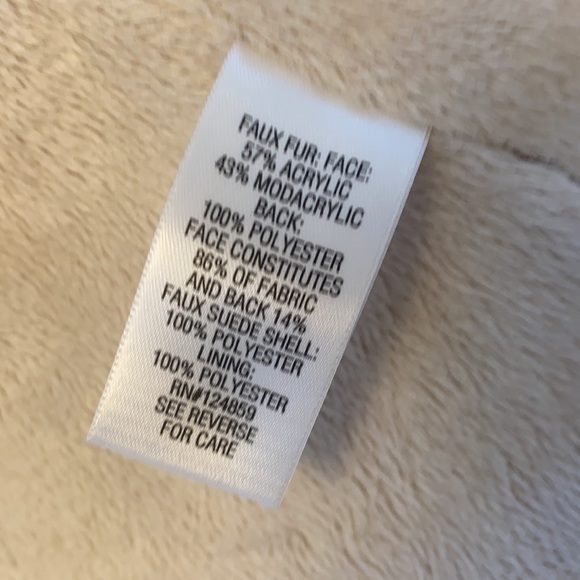 FAUX FUR: FACE:
57% ACRYLIC
43% MODACRYLIC
BACK:
100% POLYESTER
FACE CONSTITUTES
86% OF FABRIC
AND BACK 14%
FAUX SUEDE SHELL:
100% POLYESTER
LINING:
100% POLYESTER
RN#124859
SEE REVERSE
FOR CARE